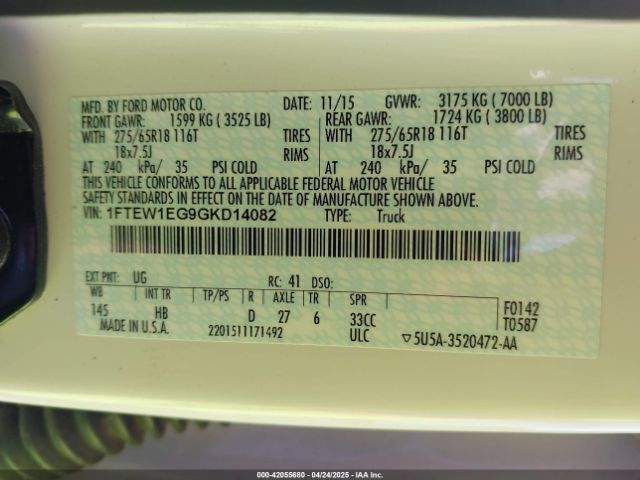 MFD. BY FORD MOTOR CO. DATE: 11/15 GVWR: 3175 KG ( 7000 LB)
FRONT GAWR: 1599 KG ( 3525 LB) REAR GAWR: 1724 KG ( 3800 LB)
WITH 275/65R18 116T TIRES WITH 275/65R18 116T TIRES
18x7.5J RIMS 18x7.5J RIMS
AT 240 kPa/ 35 PSI COLD AT 240 kPa/ 35 PSI COLD
THIS VEHICLE CONFORMS TO ALL APPLICABLE FEDERAL MOTOR VEHICLE
SAFETY STANDARDS IN EFFECT ON THE DATE OF MANUFACTURE SHOWN ABOVE.
VIN: 1FTEW1EG9GKD14082 TYPE: Truck
EXT PNT: UG RC: 41 DSO:
WB INT TR TP/PS R AXLE TR SPR
145 HB D 27 6 33CC F0142
MADE IN U.S.A. 2201511171492 ULC T0587
▽5U5A-3520472-AA
000-42055680 - 04/24/2025 - IAA Inc.